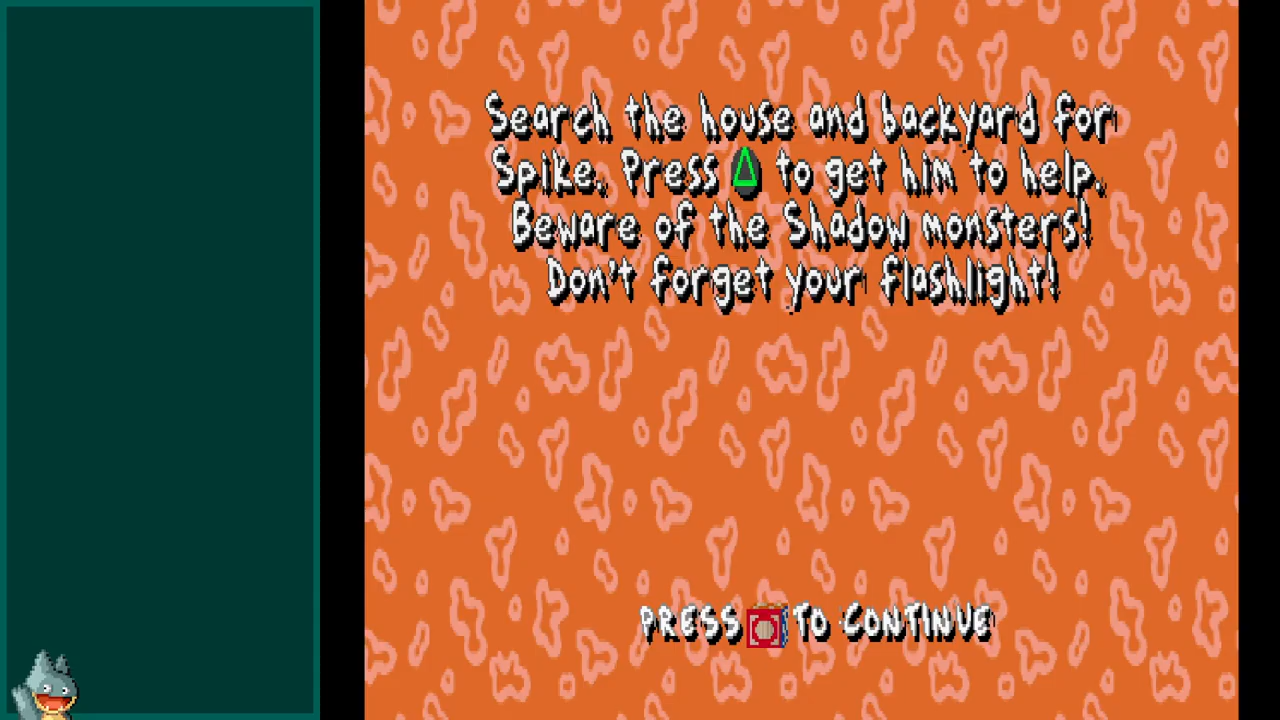 Search the house and backyard for
Spike. Press to get him to help.
Beware of the Shadow monsters!
Don't forget your flashlight!
PRESS TO CONTINUE